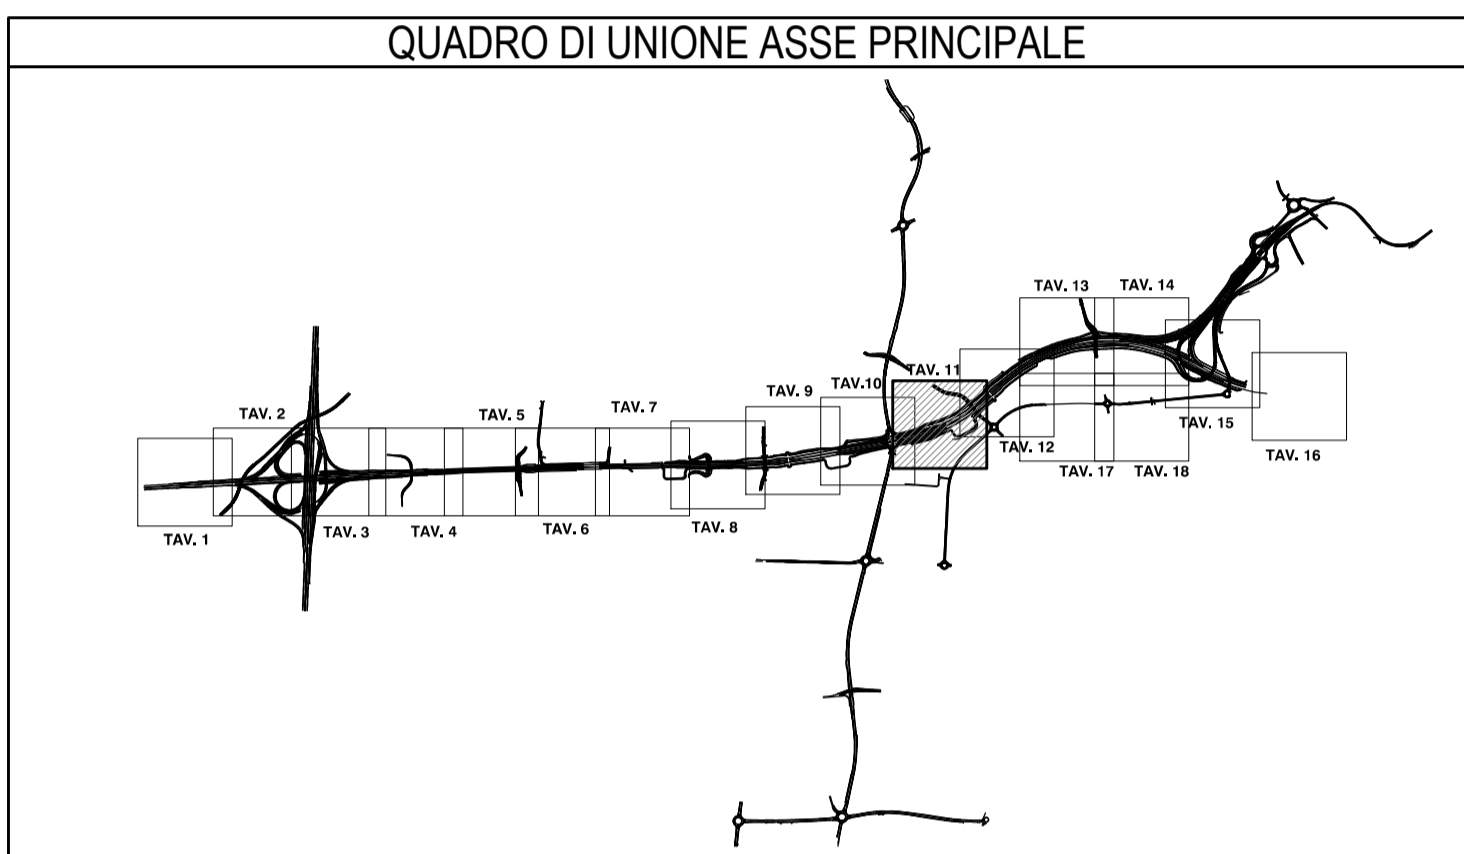 QUADRO DI UNIONE ASSE PRINCIPALE
TAV. 13
TAV. 14
TAV. 11
TAV.10
TAV. 9
TAV. 7
TAV. 5
TAV. 2
TAV. 15
TAV. 12
TAV. 16
TAV. 17
TAV. 18
TAV. 8
TAV. 6
TAV. 4
TAV. 3
TAV. 1